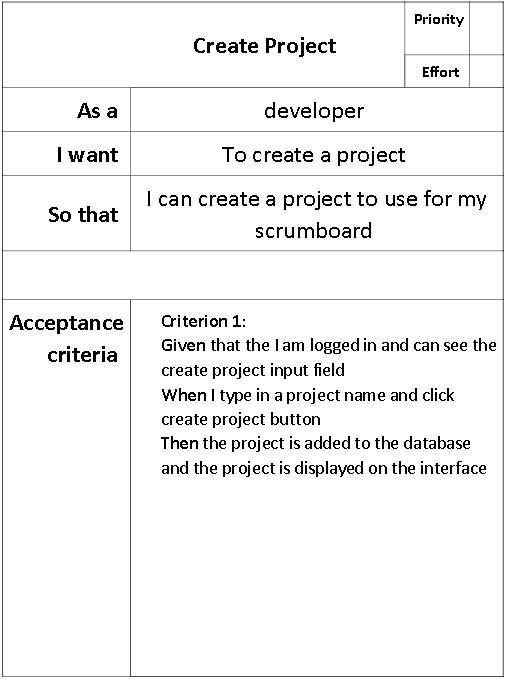 Create Project
Priority
Effort
As a
developer
I want
To create a project
So that
I can create a project to use for my
scrumboard
Acceptance
criteria
Criterion 1:
Given that the I am logged in and can see the
create project input field
When I type in a project name and click
create project button
Then the project is added to the database
and the project is displayed on the interface